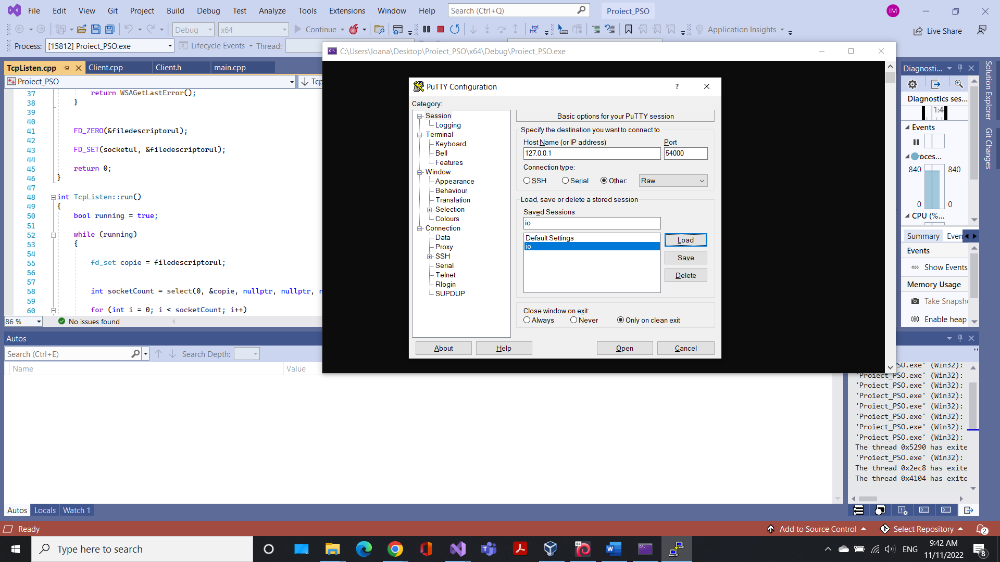 File Edit View Git Project Build Debug Test Analyze Tools Extensions Window Help Search (Ctrl+Q) Proiect_PSO IM
Debug x64 Continue Application Insights Live Share
Process: [15812] Proiect_PSO.exe Lifecycle Events Thread:
C:\Users\Ioana\Desktop\Proiect_PSO\x64\Debug\Proiect_PSO.exe
TcpListen.cpp Client.cpp Client.h main.cpp
Proiect_PSO Tcp
37 return WSAGetLastError();
38 }
39
40
41 FD_ZERO(&filedescriptorul);
42
43 FD_SET(socketul, &filedescriptorul);
44
45 return 0;
46 }
47
48 int TcpListen::run()
49 {
50 bool running = true;
51
52 while (running)
53 {
54
55 fd_set copie = filedescriptorul;
56
57
58 int socketCount = select(0, &copie, nullptr, nullptr, n
59
60 for (int i = 0; i < socketCount; i++)
86 % No issues found
PuTTY Configuration ?
Category:
Session
Logging
Terminal
Keyboard
Bell
Features
Window
Appearance
Behaviour
Translation
Selection
Colours
Connection
Data
Proxy
SSH
Serial
Telnet
Rlogin
SUPDUP
Basic options for your PuTTY session
Specify the destination you want to connect to
Host Name (or IP address) Port
127.0.0.1 54000
Connection type:
SSH Serial Other: Raw
Load, save or delete a stored session
Saved Sessions
io
Default Settings
io
Load
Save
Delete
Close window on exit:
Always Never Only on clean exit
About Help Open Cancel
Diagnosti...
Diagnostics ses...
1:4
Events
oces...
840 840
0 0
CPU (%...
Summary Even
Events
Show Events
Memory Usage
Take Snapsho
Enable heap
Solution Explorer
Git Changes
Autos
Search (Ctrl+E) Search Depth:
Name Value
PSO.exe' (Win32):
'Proiect_PSO.exe' (Win32):
'Proiect_PSO.exe' (Win32):
'Proiect_PSO.exe' (Win32):
'Proiect_PSO.exe' (Win32):
'Proiect_PSO.exe' (Win32):
'Proiect_PSO.exe' (Win32):
'Proiect_PSO.exe' (Win32):
The thread 0x5290 has exite
'Proiect_PSO.exe' (Win32):
The thread 0x2ec8 has exite
The thread 0x4104 has exite
Autos Locals Watch 1
Ready Add to Source Control Select Repository 2
Type here to search
64
ENG
9:42 AM
11/11/2022
8